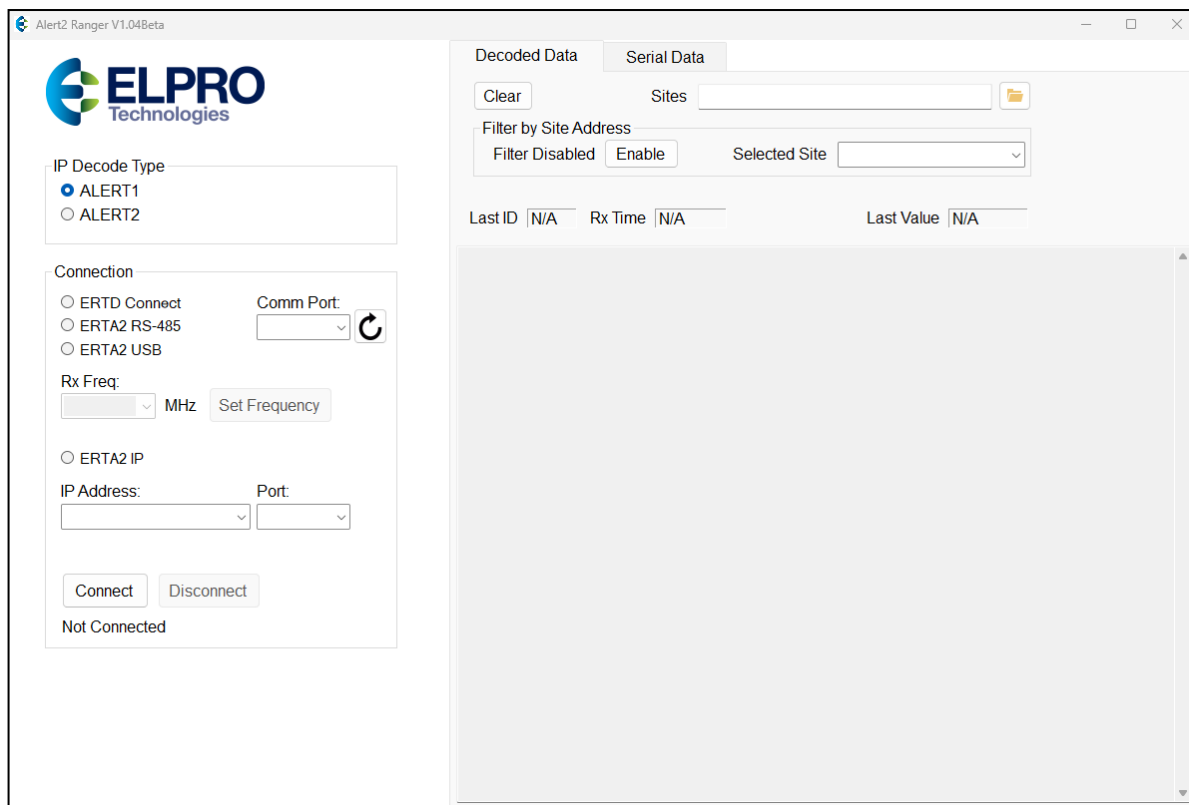 Alert2 Ranger V1.04Beta
ELPRO
Technologies
IP Decode Type
ALERT1
ALERT2
Connection
ERTD Connect
Comm Port:
ERTA2 RS-485
ERTA2 USB
Rx Freq:
MHz
Set Frequency
ERTA2 IP
IP Address:
Port:
Connect
Disconnect
Not Connected
Decoded Data
Serial Data
Clear
Sites
Filter by Site Address
Filter Disabled
Enable
Selected Site
Last ID N/A
Rx Time N/A
Last Value N/A